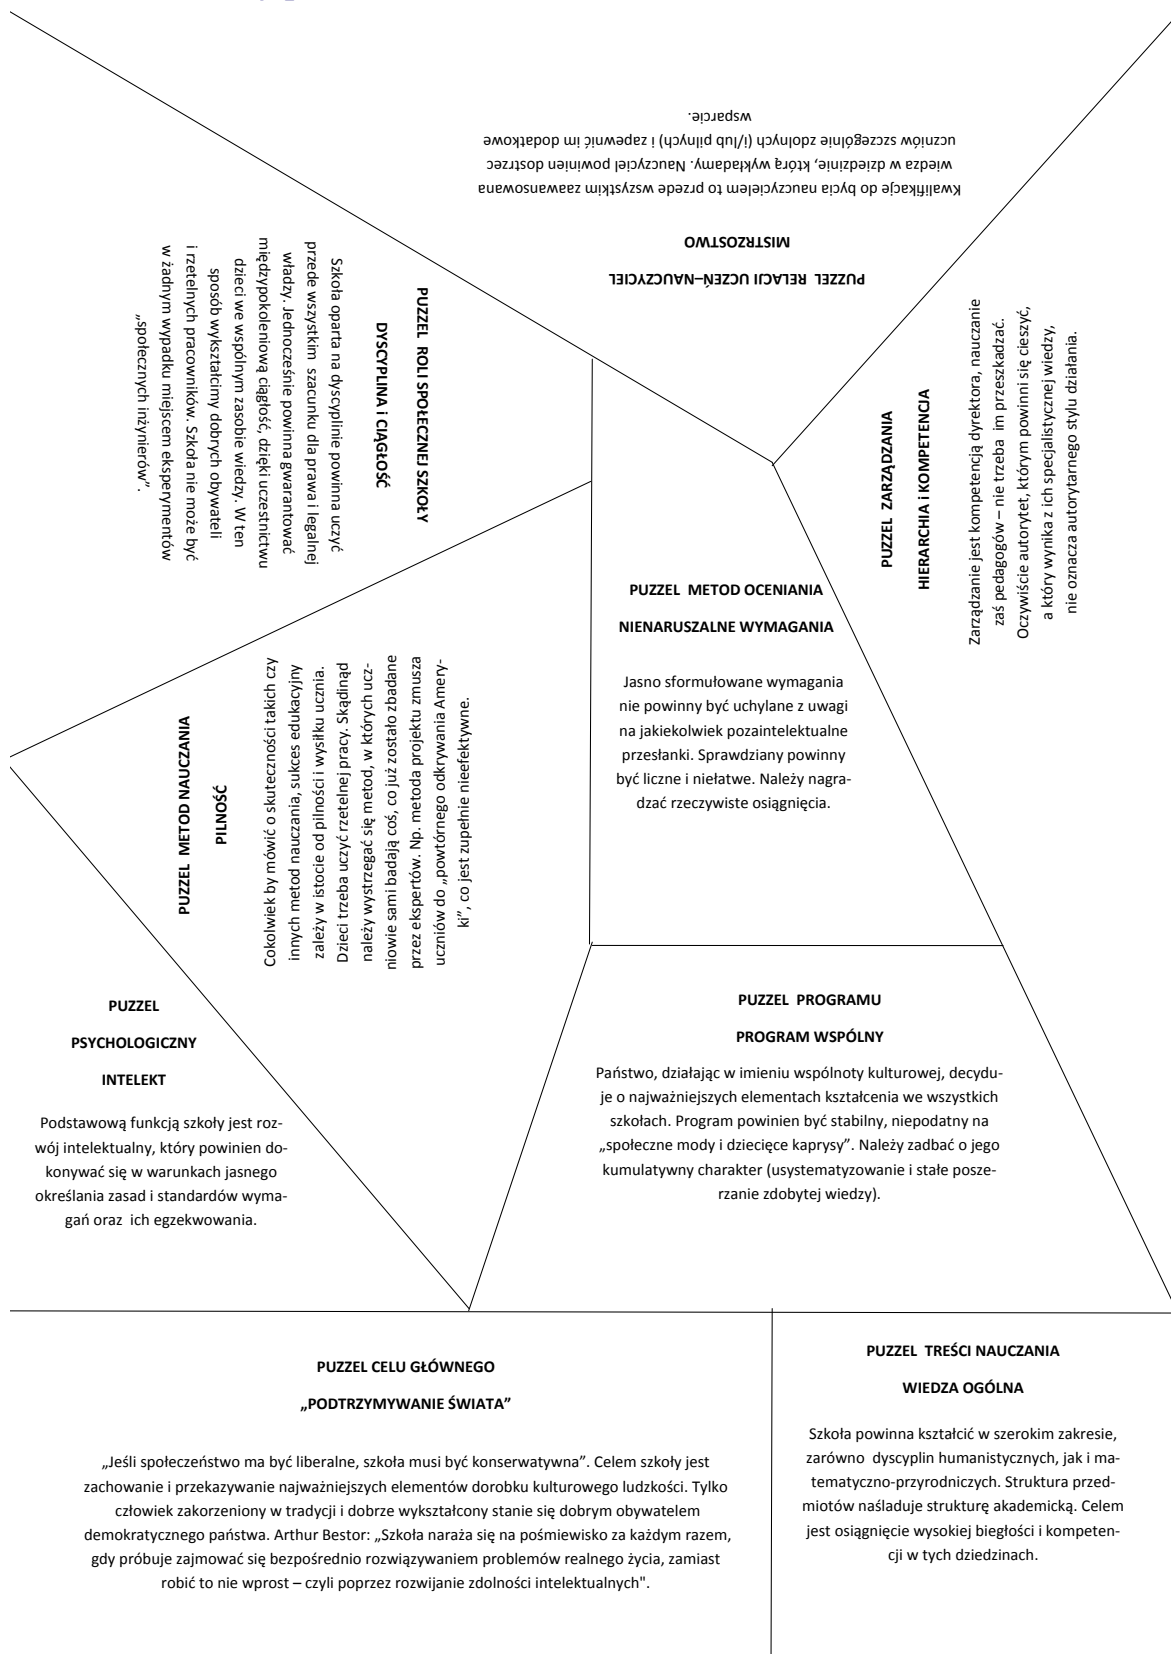 Kwalifikacje do bycia nauczycielem to przede wszystkim zaawansowana
wiedza w dziedzinie, którą wykładamy. Nauczyciel powinien dostrzec
uczniów szczególnie zdolnych (i/lub pilnych) i zapewnić im dodatkowe
wsparcie.
MISTRZOSTWO
PUZZEL RELACJI UCZEŃ–NAUCZYCIEL
PUZZEL ROLI SPOŁECZNEJ SZKOŁY
DYSCYPLINA i CIĄGŁOŚĆ
Szkoła oparta na dyscyplinie powinna uczyć
przede wszystkim szacunku dla prawa i legalnej
władzy. Jednocześnie powinna gwarantować
międzypokoleniową ciągłość, dzięki uczestnictwu
dzieci we wspólnym zasobie wiedzy. W ten
sposób wykształcimy dobrych obywateli
i rzetelnych pracowników. Szkoła nie może być
w żadnym wypadku miejscem eksperymentów
„społecznych inżynierów”.
PUZZEL ZARZĄDZANIA
HIERARCHIA i KOMPETENCJA
Zarządzanie jest kompetencją dyrektora, nauczanie
zaś pedagogów – nie trzeba im przeszkadzać.
Oczywiście autorytet, którym powinni się cieszyć,
a który wynika z ich specjalistycznej wiedzy,
nie oznacza autorytarnego stylu działania.
PUZZEL METOD OCENIANIA
NIENARUSZALNE WYMAGANIA
Jasno sformułowane wymagania
nie powinny być uchylane z uwagi
na jakiekolwiek pozaintelektualne
przesłanki. Sprawdziany powinny
być liczne i niełatwe. Należy nagra-
dzać rzeczywiste osiągnięcia.
PUZZEL METOD NAUCZANIA
PILNOŚĆ
Cokolwiek by mówić o skuteczności takich czy
innych metod nauczania, sukces edukacyjny
zależy w istocie od pilności i wysiłku ucznia.
Dzieci trzeba uczyć rzetelnej pracy. Skądinąd
należy wystrzegać się metod, w których ucz-
niowie sami badają coś, co już zostało zbadane
przez ekspertów. Np. metoda projektu zmusza
uczniów do „powtórnego odkrywania Amery-
ki”, co jest zupełnie nieefektywne.
PUZZEL
PSYCHOLOGICZNY
INTELEKT
Podstawową funkcją szkoły jest roz-
wój intelektualny, który powinien do-
konywać się w warunkach jasnego
określania zasad i standardów wyma-
gań oraz ich egzekwowania.
PUZZEL PROGRAMU
PROGRAM WSPÓLNY
Państwo, działając w imieniu wspólnoty kulturowej, decydu-
je o najważniejszych elementach kształcenia we wszystkich
szkołach. Program powinien być stabilny, niepodatny na
„społeczne mody i dziecięce kaprysy”. Należy zadbać o jego
kumulatywny charakter (usystematyzowanie i stałe posze-
rzanie zdobytej wiedzy).
PUZZEL CELU GŁÓWNEGO
„PODTRZYMYWANIE ŚWIATA”
„Jeśli społeczeństwo ma być liberalne, szkoła musi być konserwatywna”. Celem szkoły jest
zachowanie i przekazywanie najważniejszych elementów dorobku kulturowego ludzkości. Tylko
człowiek zakorzeniony w tradycji i dobrze wykształcony stanie się dobrym obywatelem
demokratycznego państwa. Arthur Bestor: „Szkoła naraża się na pośmiewisko za każdym razem,
gdy próbuje zajmować się bezpośrednio rozwiązywaniem problemów realnego życia, zamiast
robić to nie wprost – czyli poprzez rozwijanie zdolności intelektualnych".
PUZZEL TREŚCI NAUCZANIA
WIEDZA OGÓLNA
Szkoła powinna kształcić w szerokim zakresie,
zarówno dyscyplin humanistycznych, jak i ma-
tematyczno-przyrodniczych. Struktura przed-
miotów naśladuje strukturę akademicką. Celem
jest osiągnięcie wysokiej biegłości i kompeten-
cji w tych dziedzinach.